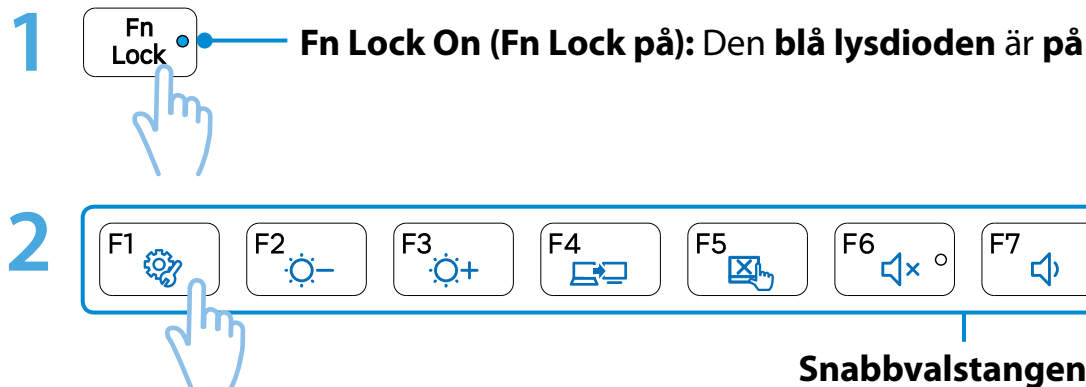 1
Fn
Lock
Fn Lock On (Fn Lock på): Den blå lysdioden är på
2
F1 F2 F3 F4 F5 F6 F7
Snabbvalstangen